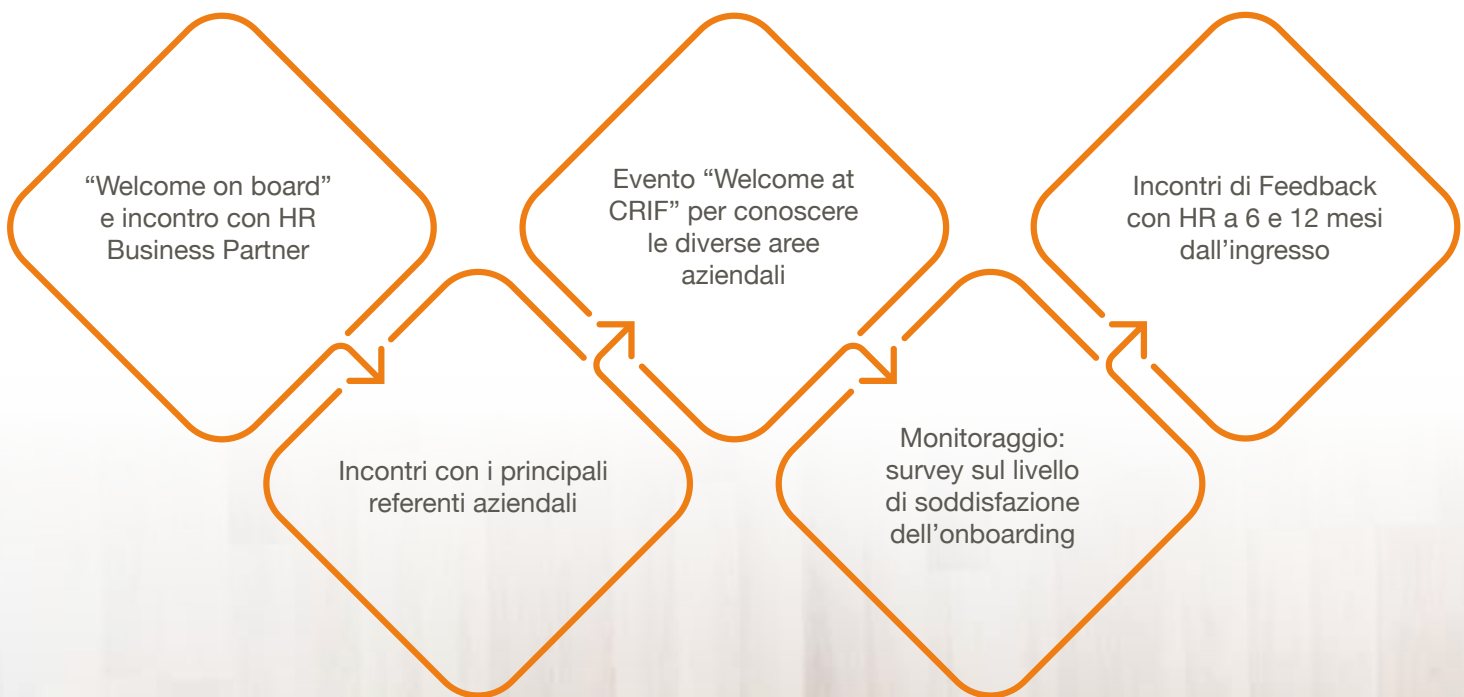 “Welcome on board”
e incontro con HR
Business Partner
Incontri con i principali
referenti aziendali
Evento “Welcome at
CRIF” per conoscere
le diverse aree
aziendali
Monitoraggio:
survey sul livello
di soddisfazione
dell’onboarding
Incontri di Feedback
con HR a 6 e 12 mesi
dall’ingresso